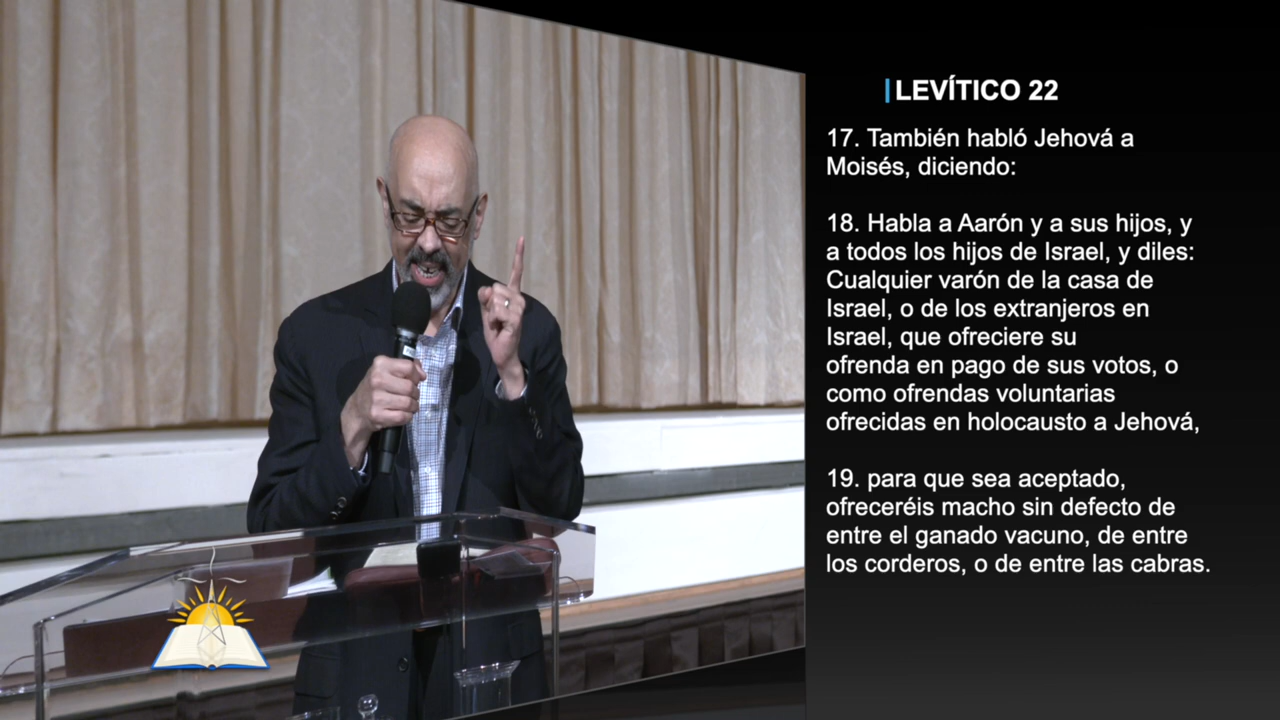 LEVÍTICO 22
17. También habló Jehová a
Moisés, diciendo:
18. Habla a Aarón y a sus hijos, y
a todos los hijos de Israel, y diles:
Cualquier varón de la casa de
Israel, o de los extranjeros en
Israel, que ofreciere su
ofrenda en pago de sus votos, o
como ofrendas voluntarias
ofrecidas en holocausto a Jehová,
19. para que sea aceptado,
ofreceréis macho sin defecto de
entre el ganado vacuno, de entre
los corderos, o de entre las cabras.